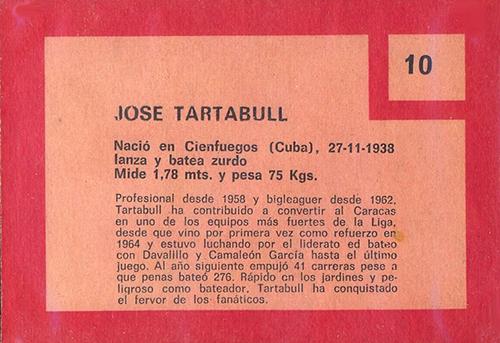 10
JOSE TARTABULL
Nació en Cienfuegos (Cuba), 27-11-1938
lanza y batea zurdo
Mide 1,78 mts. y pesa 75 Kgs.
Profesional desde 1958 y bigleaguer desde 1962,
Tartabull ha contribuido a convertir al Caracas
en uno de los equipos más fuertes de la Liga,
desde que vino por primera vez como refuerzo en
1964 y estuvo luchando por el liderato ed bateo
con Davalillo y Camaleón García hasta el último
juego. Al año siguiente empujó 41 carreras pese a
que penas bateó 276. Rápido cn los jardines y pe-
ligroso como bateador, Tartabull ha conquistado
el fervor de los fanáticos.